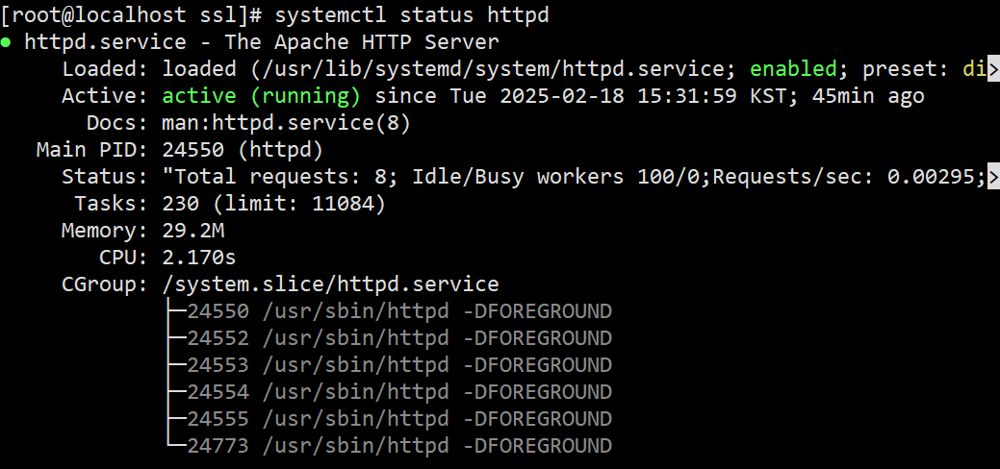 [root@localhost ssl]# systemctl status httpd
● httpd.service - The Apache HTTP Server
     Loaded: loaded (/usr/lib/systemd/system/httpd.service; enabled; preset: di>
     Active: active (running) since Tue 2025-02-18 15:31:59 KST; 45min ago
       Docs: man:httpd.service(8)
   Main PID: 24550 (httpd)
     Status: "Total requests: 8; Idle/Busy workers 100/0;Requests/sec: 0.00295;>
      Tasks: 230 (limit: 11084)
     Memory: 29.2M
        CPU: 2.170s
     CGroup: /system.slice/httpd.service
             ├─24550 /usr/sbin/httpd -DFOREGROUND
             ├─24552 /usr/sbin/httpd -DFOREGROUND
             ├─24553 /usr/sbin/httpd -DFOREGROUND
             ├─24554 /usr/sbin/httpd -DFOREGROUND
             ├─24555 /usr/sbin/httpd -DFOREGROUND
             └─24773 /usr/sbin/httpd -DFOREGROUND